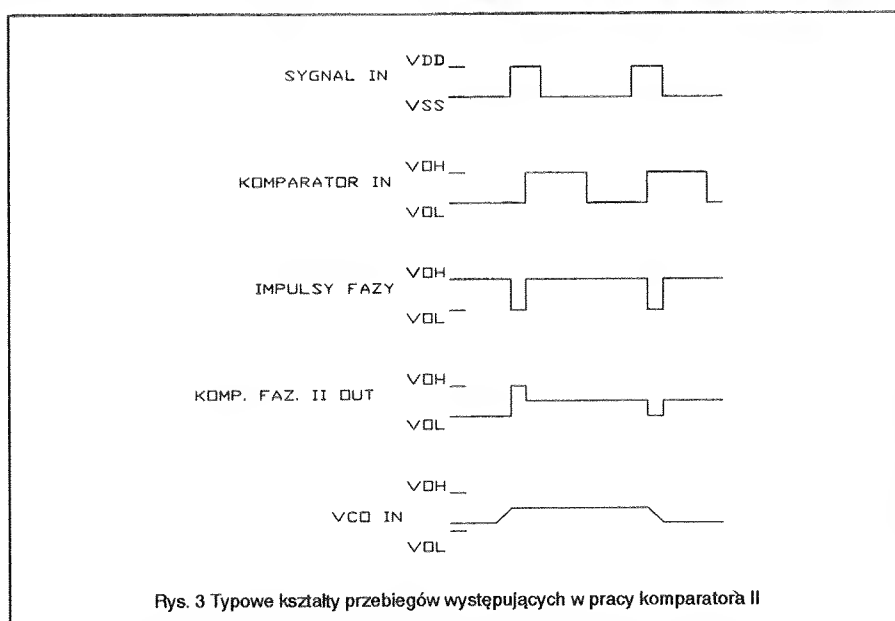 VDD
SYGNAL IN
VSS
VOH
KOMPARATOR IN
VOL
VOH
IMPULSY FAZY
VOL
VOH
KOMP. FAZ. II OUT
VOL
VOH
VCO IN
VOL
Rys. 3 Typowe kształty przebiegów występujących w pracy komparatora II